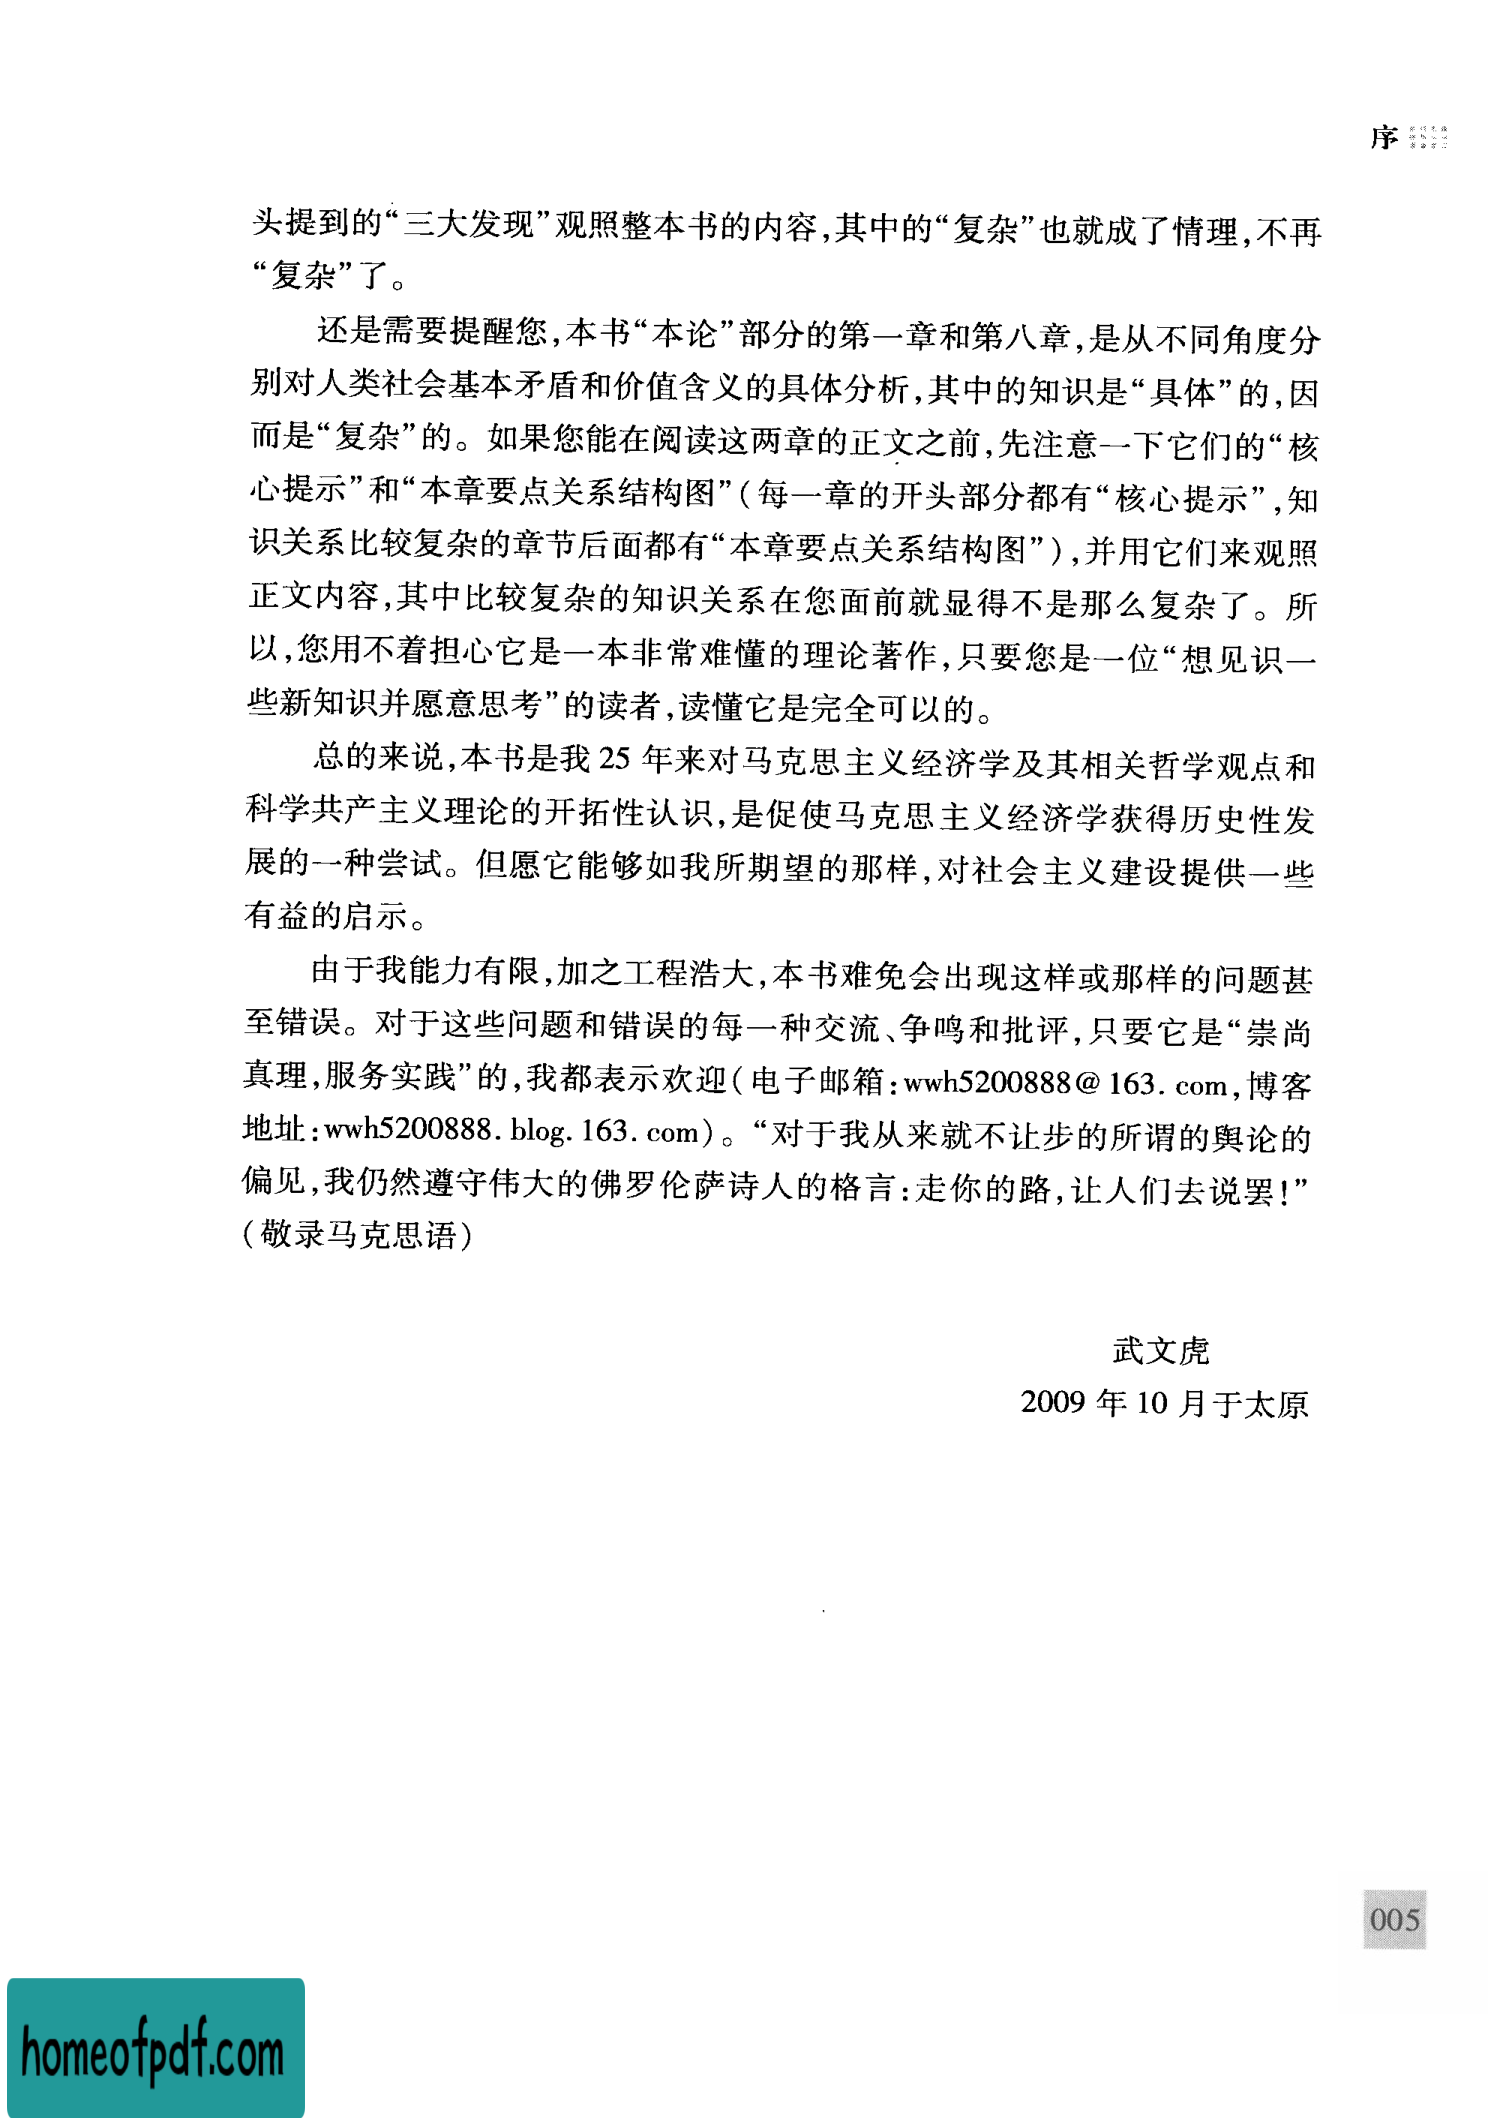 序
头提到的“三大发现”观照整本书的内容,其中的“复杂”也就成了情理,不再
“复杂”了。
还是需要提醒您,本书“本论”部分的第一章和第八章,是从不同角度分
别对人类社会基本矛盾和价值含义的具体分析,其中的知识是“具体”的,因
而是“复杂”的。如果您能在阅读这两章的正文之前,先注意一下它们的“核
心提示”和“本章要点关系结构图”(每一章的开头部分都有“核心提示”,知
识关系比较复杂的章节后面都有“本章要点关系结构图”),并用它们来观照
正文内容,其中比较复杂的知识关系在您面前就显得不是那么复杂了。所
以,您用不着担心它是一本非常难懂的理论著作,只要您是一位“想见识一
些新知识并愿意思考”的读者,读懂它是完全可以的。
总的来说,本书是我 25 年来对马克思主义经济学及其相关哲学观点和
科学共产主义理论的开拓性认识,是促使马克思主义经济学获得历史性发
展的一种尝试。但愿它能够如我所期望的那样,对社会主义建设提供一些
有益的启示。
由于我能力有限,加之工程浩大,本书难免会出现这样或那样的问题甚
至错误。对于这些问题和错误的每一种交流、争鸣和批评,只要它是“崇尚
真理,服务实践”的,我都表示欢迎(电子邮箱:wwh5200888@163.com,博客
地址:wwh5200888.blog.163.com)。“对于我从来就不让步的所谓的舆论的
偏见,我仍然遵守伟大的佛罗伦萨诗人的格言:走你的路,让人们去说罢!”
(敬录马克思语)
武文虎
2009 年 10 月于太原
005
homeofpdf.com